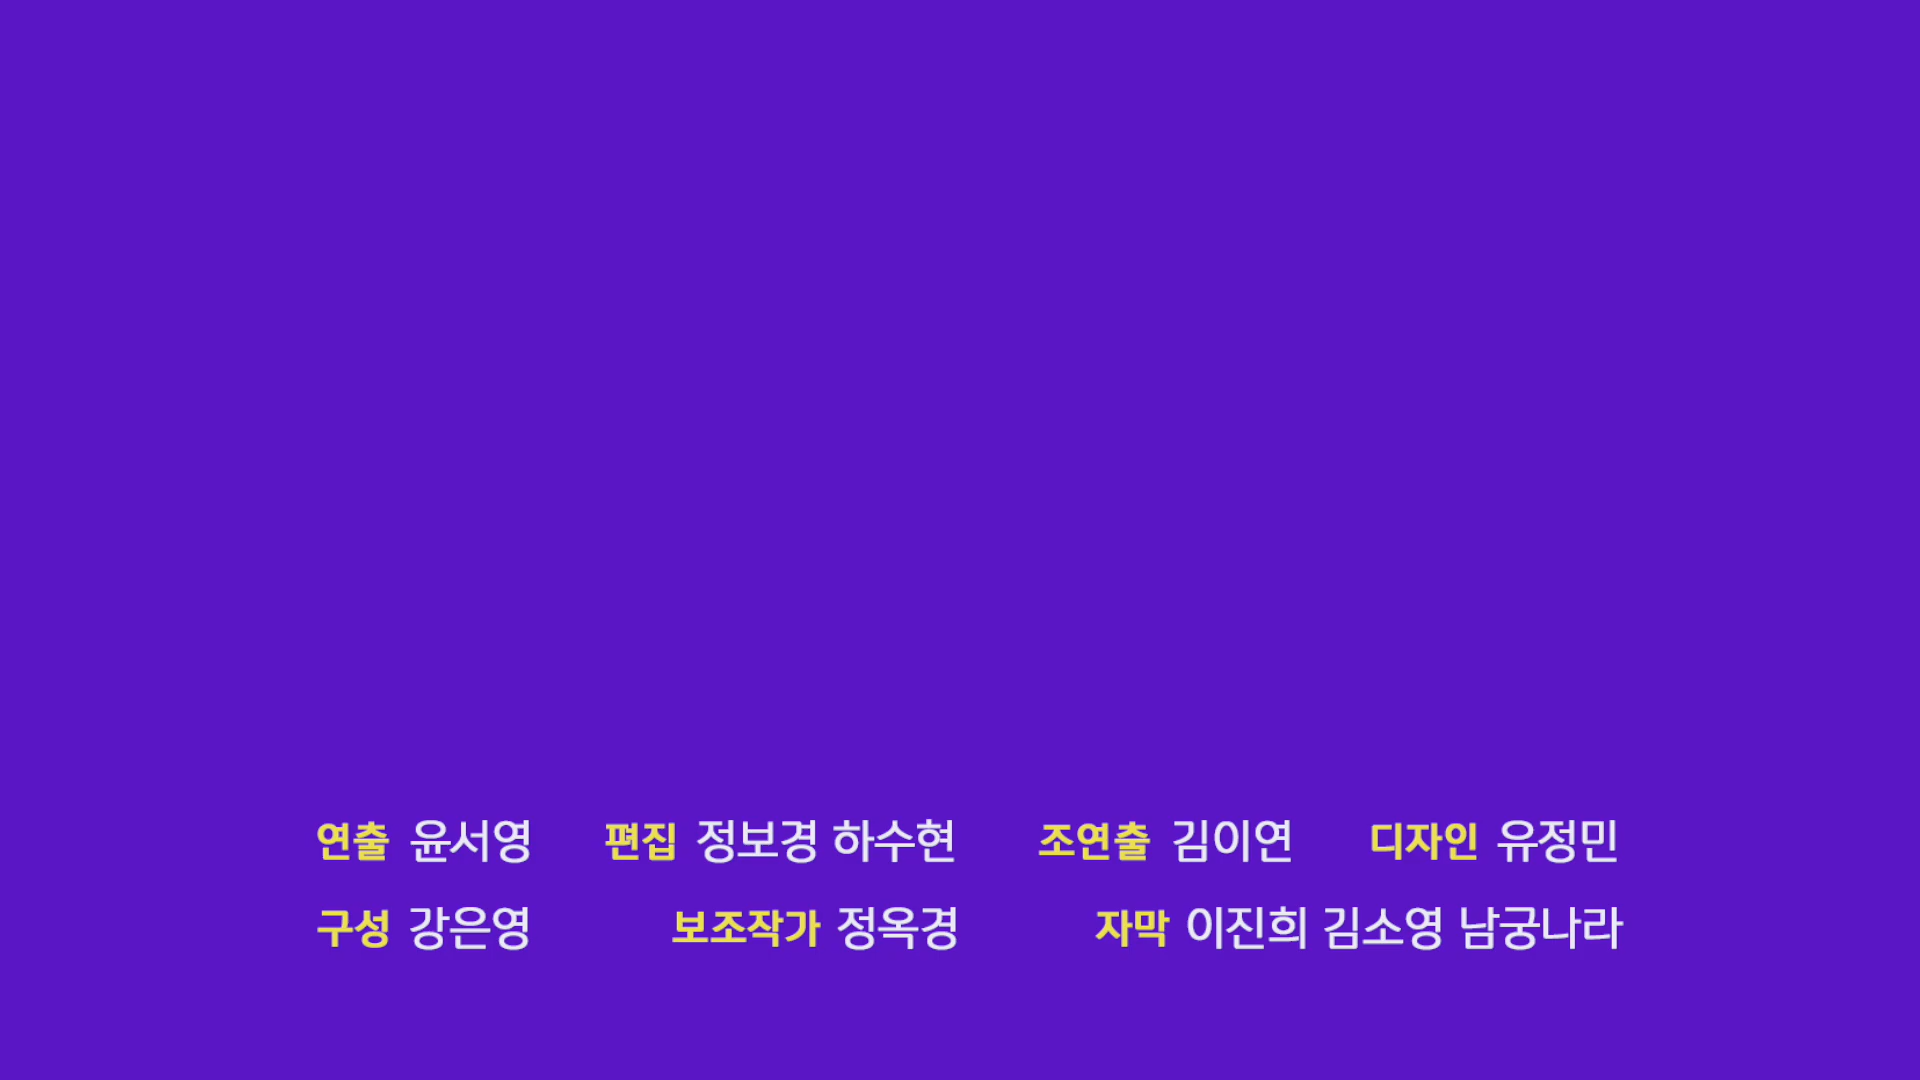 연출 윤서영 편집 정보경 하수현 조연출 김이연 디자인 유정민
구성 강은영 보조작가 정옥경 자막 이진희 김소영 남궁나라